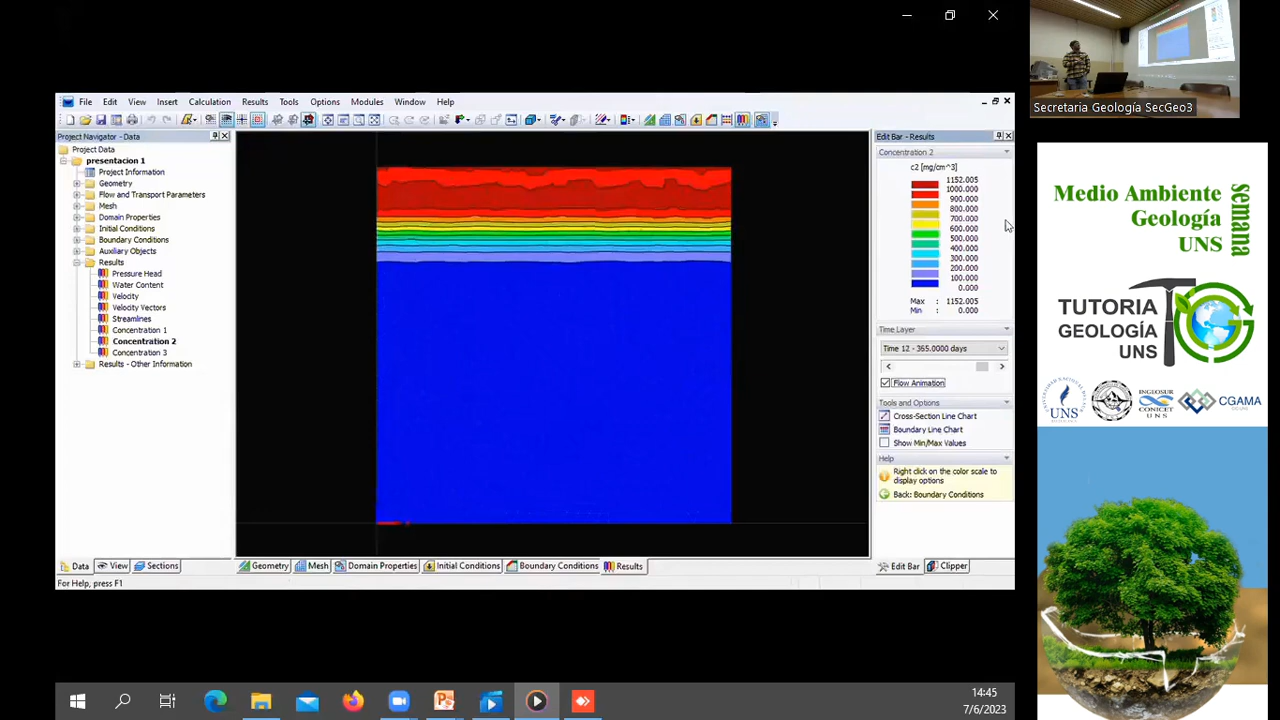 Secretaria Geología SecGeo3
File Edit View Insert Calculation Results Tools Options Modules Window Help
Project Navigator - Data
Project Data
presentacion 1
Project Information
Geometry
Flow and Transport Parameters
Mesh
Domain Properties
Initial Conditions
Boundary Conditions
Auxiliary Objects
Results
Pressure Head
Water Content
Velocity
Velocity Vectors
Streamlines
Concentration 1
Concentration 2
Concentration 3
Results - Other Information
Data View Sections
For Help, press F1
Geometry Mesh Domain Properties Initial Conditions Boundary Conditions Results
Edit Bar - Results
Concentration 2
c2 [mg/cm^3]
1152.005
1000.000
900.000
800.000
700.000
600.000
500.000
400.000
300.000
200.000
100.000
0.000
Max : 1152.005
Min : 0.000
Time Layer
Time 12 - 365.0000 days
Flow Animation
Tools and Options
Cross-Section Line Chart
Boundary Line Chart
Show Min/Max Values
Help
Right click on the color scale to
display options
Back: Boundary Conditions
Edit Bar Clipper
14:45
7/6/2023
Medio Ambiente
Geología
UNS
semana
TUTORIA
GEOLOGÍA
UNS
UNS
INGEOSUR
CONICET
UNS
CGAMA